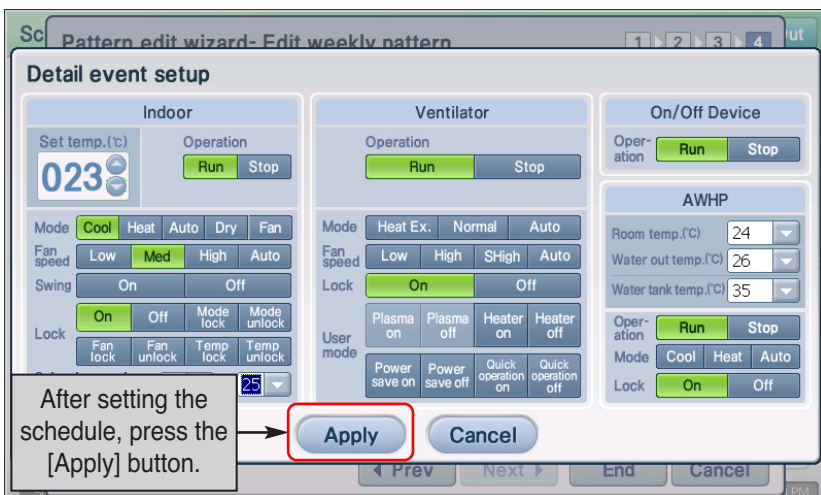 Sc
Pattern edit wizard- Edit weekly pattern
1 2 3 4
ut
Detail event setup
Indoor
Set temp.(℃)
023
Operation
Run Stop
Mode Cool Heat Auto Dry Fan
Fan speed Low Med High Auto
Swing On Off
Lock On Off Mode lock Mode unlock
Fan lock Fan unlock Temp lock Temp unlock
25
Ventilator
Operation
Run Stop
Mode Heat Ex. Normal Auto
Fan speed Low High SHigh Auto
Lock On Off
User mode Plasma on Plasma off Heater on Heater off
Power save on Power save off Quick operation on Quick operation off
On/Off Device
Oper-
ation Run Stop
AWHP
Room temp.(℃) 24
Water out temp.(℃) 26
Water tank temp.(℃) 35
Oper-
ation Run Stop
Mode Cool Heat Auto
Lock On Off
After setting the
schedule, press the
[Apply] button.
Apply Cancel
Prev Next End Cancel
PM